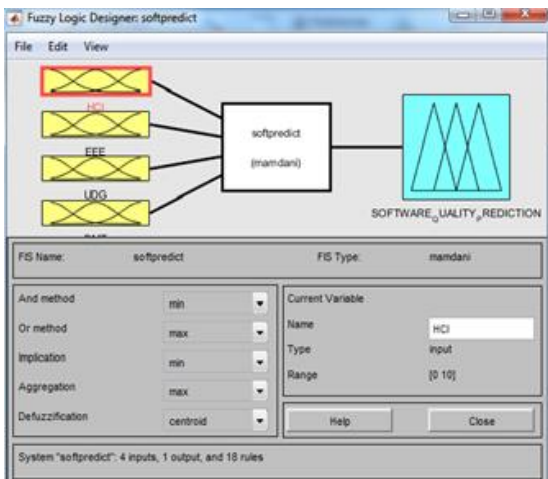 Fuzzy Logic Designer: softpredict
File Edit View
HCI
EEE
UDG
softpredict
(mamdani)
SOFTWARE_QUALITY_PREDICTION
FIS Name: softpredict FIS Type: mamdani
And method min
Or method max
Implication min
Aggregation max
Defuzzification centroid
Current Variable
Name HCI
Type input
Range [0 10]
Help Close
System "softpredict": 4 inputs, 1 output, and 18 rules